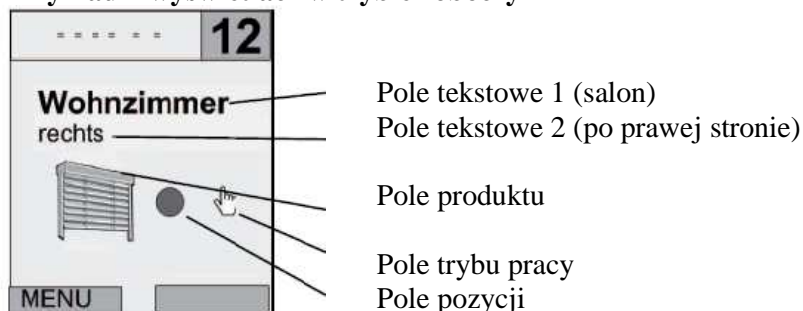 12
Wohnzimmer
rechts
MENU
Pole tekstowe 1 (salon)
Pole tekstowe 2 (po prawej stronie)
Pole produktu
Pole trybu pracy
Pole pozycji